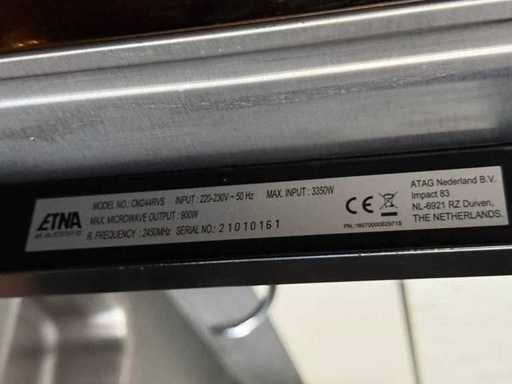 MODEL NO.: CM244RVS INPUT : 220-230V ~ 50 Hz MAX. INPUT : 3350W
ETNA
MAX. MICROWAVE OUTPUT : 900W
R. FREQUENCY : 2450MHz SERIAL NO.: 21010161
ATAG Nederland B.V.
Impact 83
NL-6921 RZ Duiven,
THE NETHERLANDS.